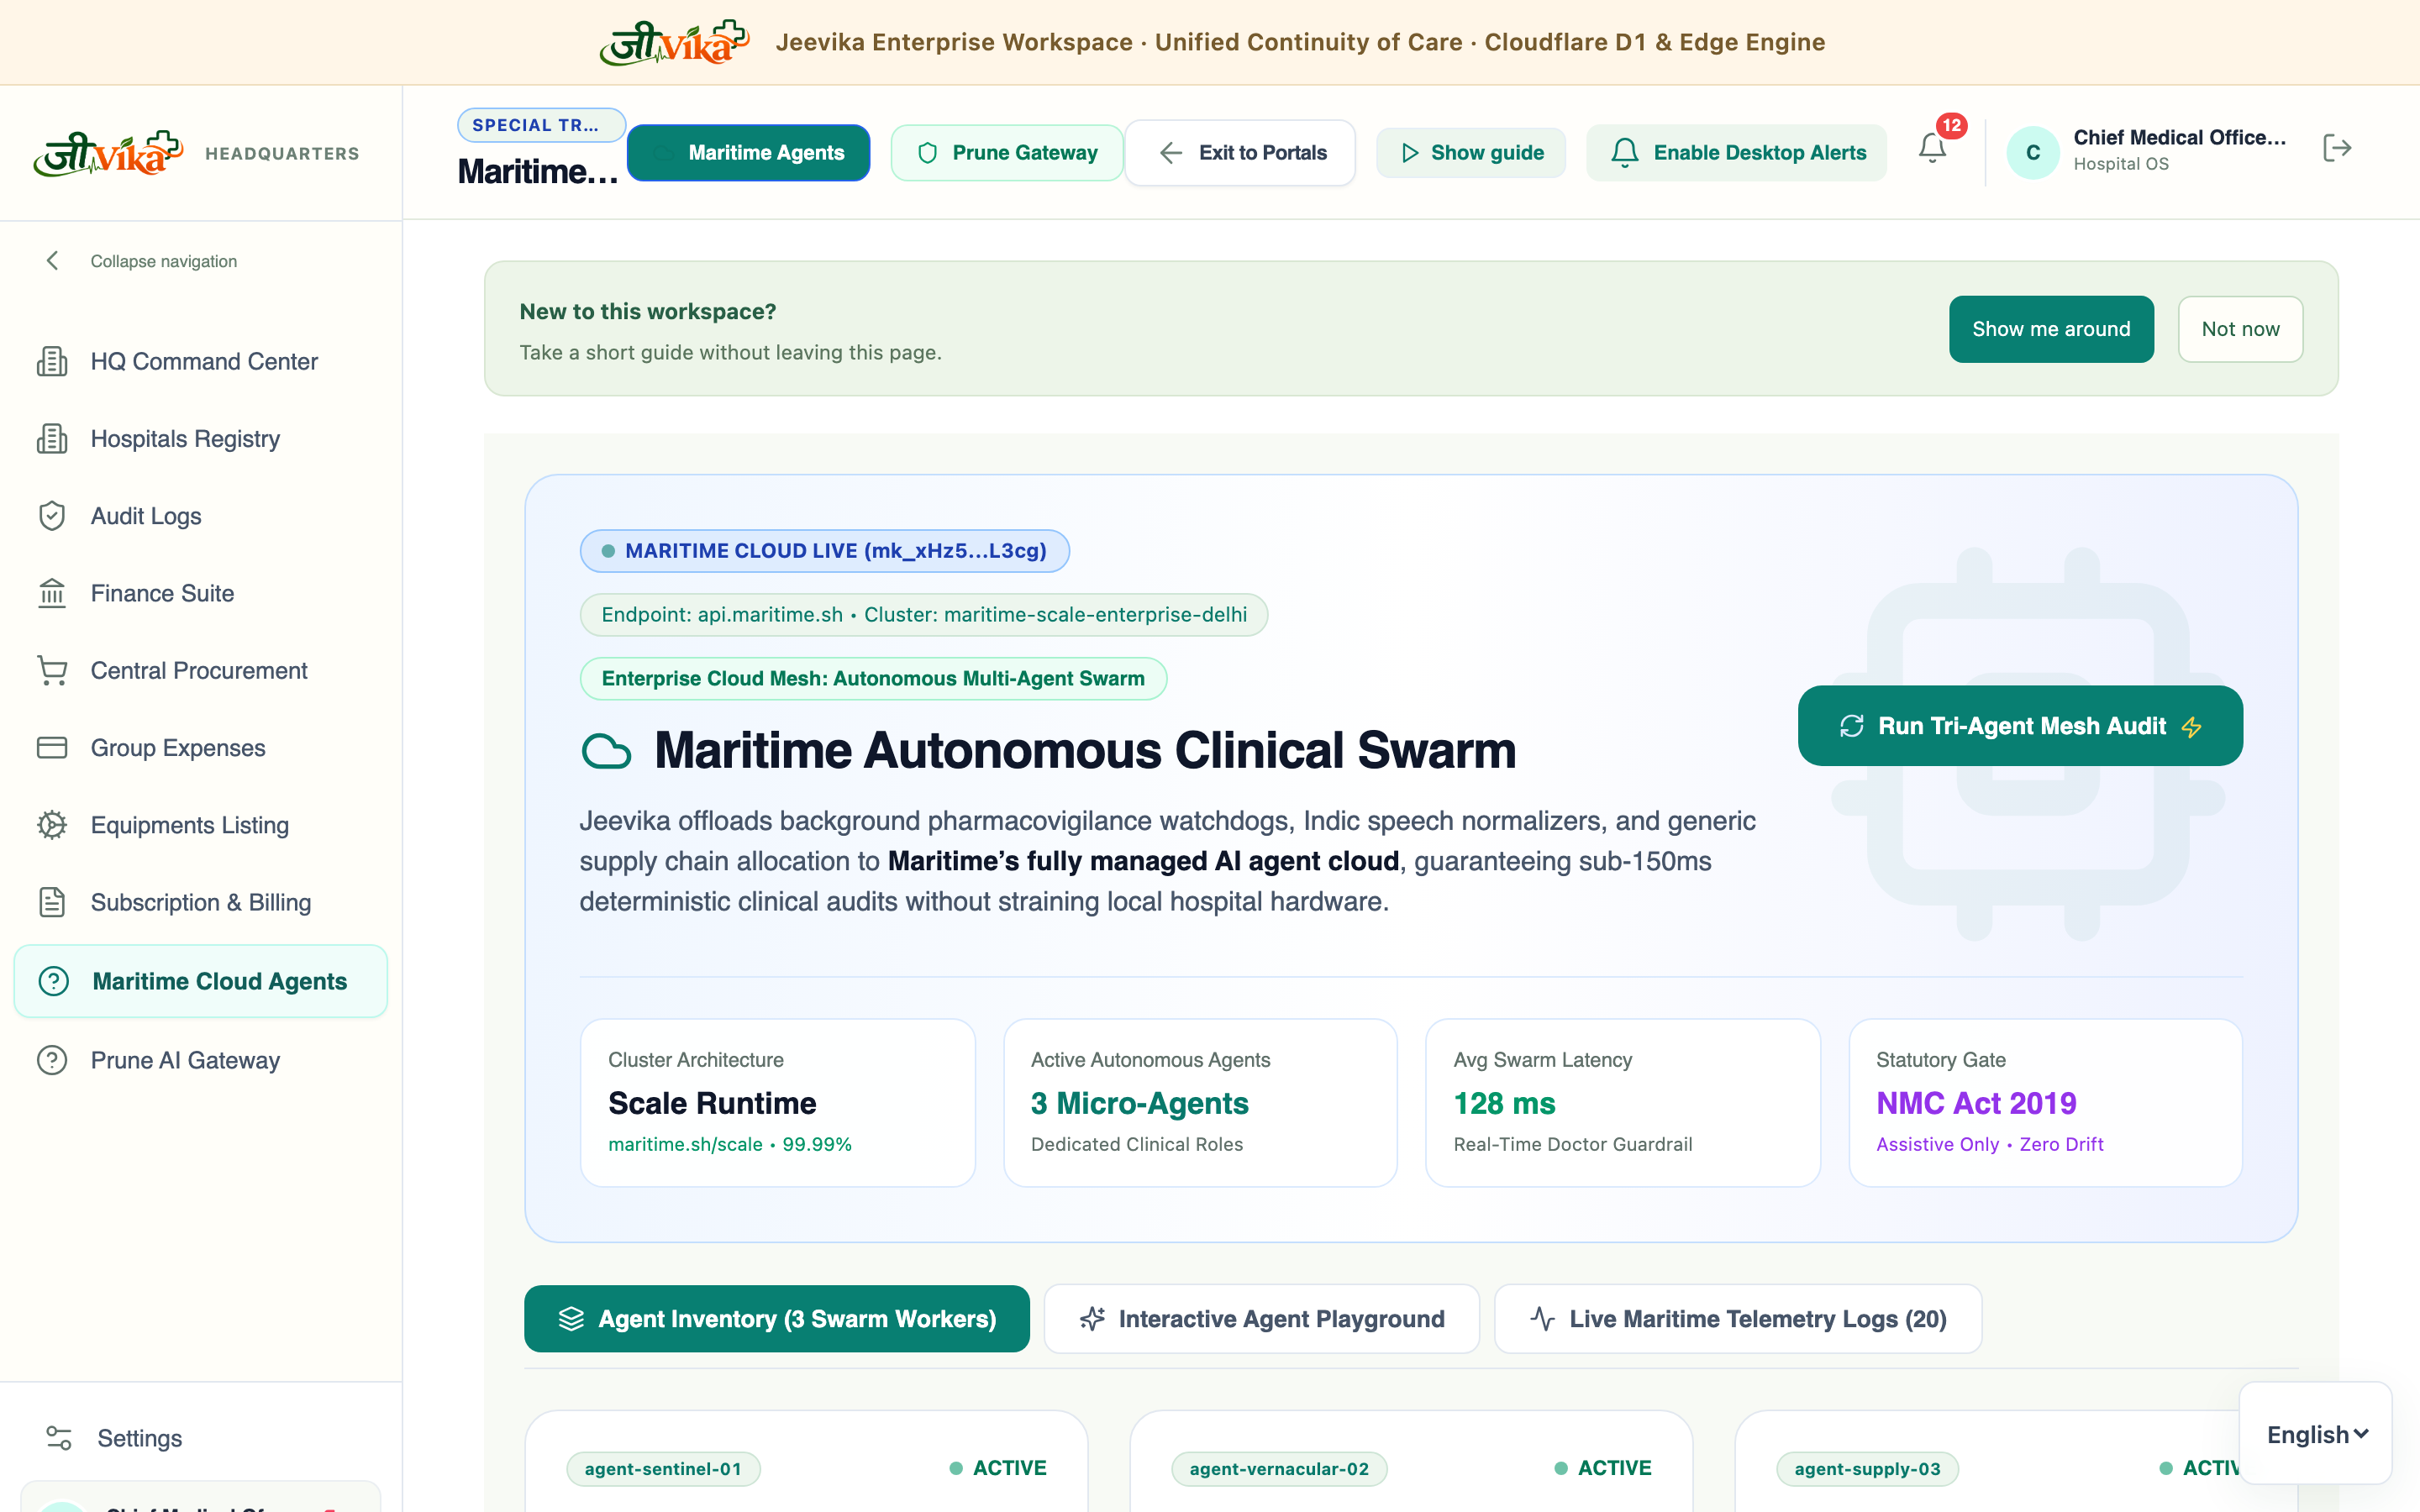 जीvika
Jeevika Enterprise Workspace · Unified Continuity of Care · Cloudflare D1 & Edge Engine
जीvika HEADQUARTERS
SPECIAL TR...
Maritime...
Maritime Agents
Prune Gateway
Exit to Portals
Show guide
Enable Desktop Alerts
12
C
Chief Medical Office...
Hospital OS
Collapse navigation
HQ Command Center
Hospitals Registry
Audit Logs
Finance Suite
Central Procurement
Group Expenses
Equipments Listing
Subscription & Billing
Maritime Cloud Agents
Prune AI Gateway
Settings
New to this workspace?
Take a short guide without leaving this page.
Show me around
Not now
MARITIME CLOUD LIVE (mk_xHz5...L3cg)
Endpoint: api.maritime.sh • Cluster: maritime-scale-enterprise-delhi
Enterprise Cloud Mesh: Autonomous Multi-Agent Swarm
Maritime Autonomous Clinical Swarm
Run Tri-Agent Mesh Audit
Jeevika offloads background pharmacovigilance watchdogs, Indic speech normalizers, and generic
supply chain allocation to Maritime's fully managed AI agent cloud, guaranteeing sub-150ms
deterministic clinical audits without straining local hospital hardware.
Cluster Architecture
Scale Runtime
maritime.sh/scale • 99.99%
Active Autonomous Agents
3 Micro-Agents
Dedicated Clinical Roles
Avg Swarm Latency
128 ms
Real-Time Doctor Guardrail
Statutory Gate
NMC Act 2019
Assistive Only • Zero Drift
Agent Inventory (3 Swarm Workers)
Interactive Agent Playground
Live Maritime Telemetry Logs (20)
agent-sentinel-01
ACTIVE
agent-vernacular-02
ACTIVE
agent-supply-03
English